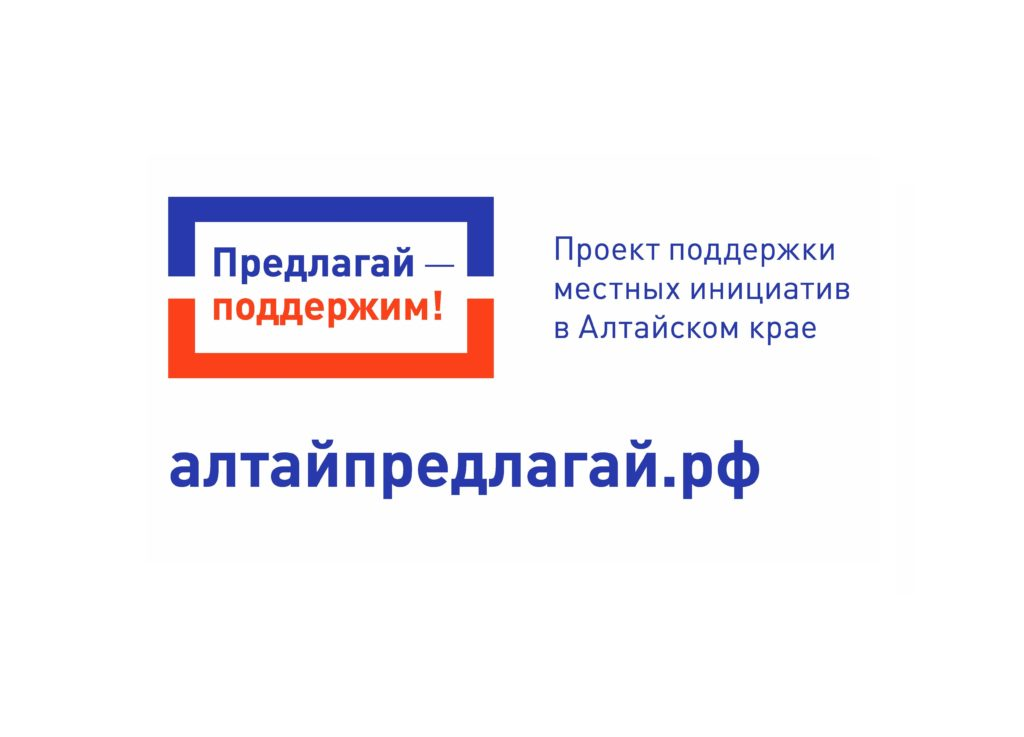 Предлагай —
поддержим!
Проект поддержки
местных инициатив
в Алтайском крае
алтайпредлагай.рф